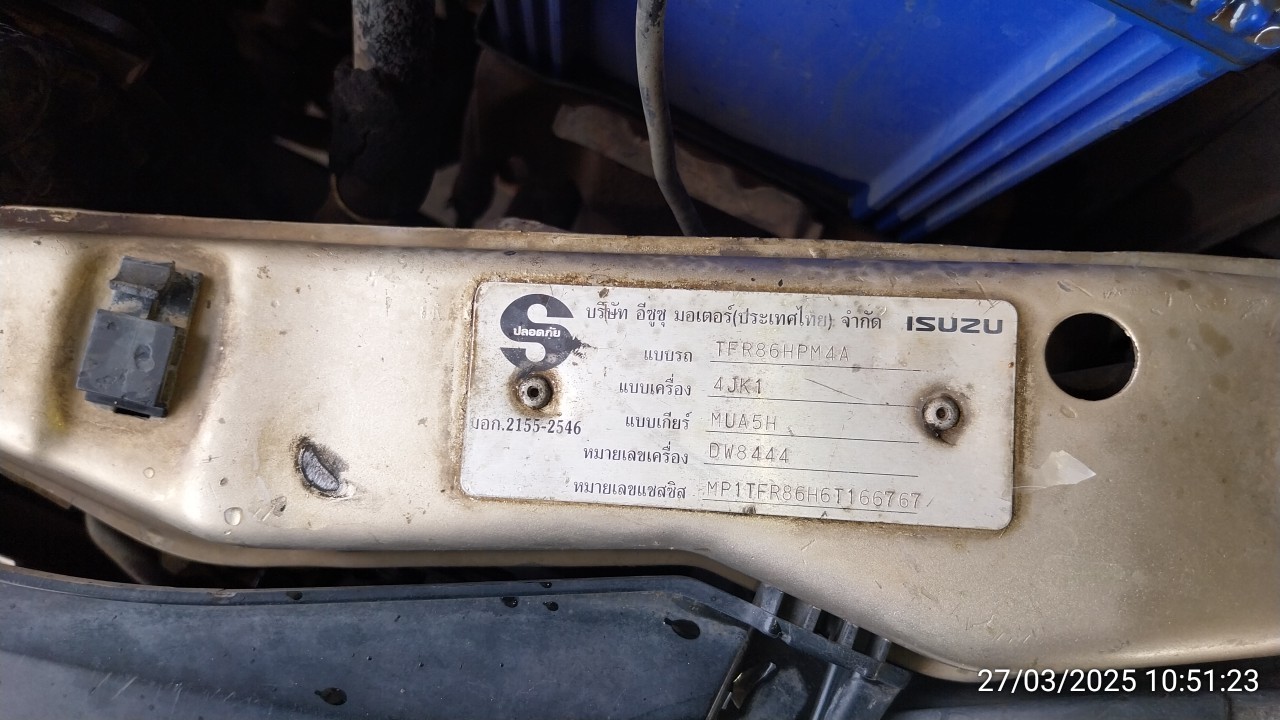 บริษัท อีซูซุ มอเตอร์(ประเทศไทย) จำกัด ISUZU
S
ปลอดภัย
แบบรถ TFR86HPM4A
แบบเครื่อง 4JK1
แบบเกียร์ MUA5H
มอก.2155-2546
หมายเลขเครื่อง DW8444
หมายเลขแชสซิส MP1TFR86H6T166767
27/03/2025 10:51:23